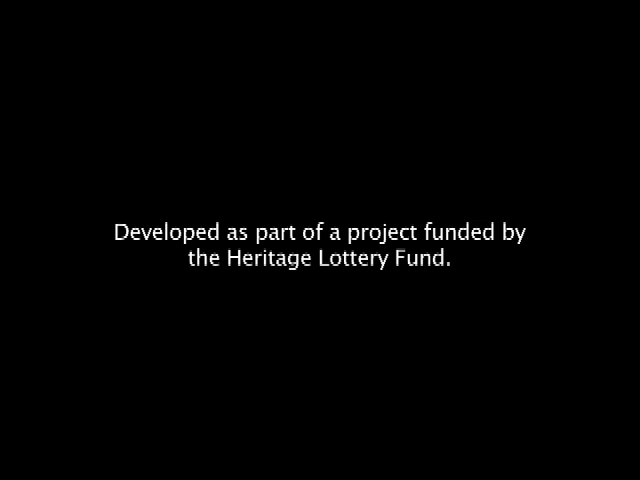 Developed as part of a project funded by
the Heritage Lottery Fund.